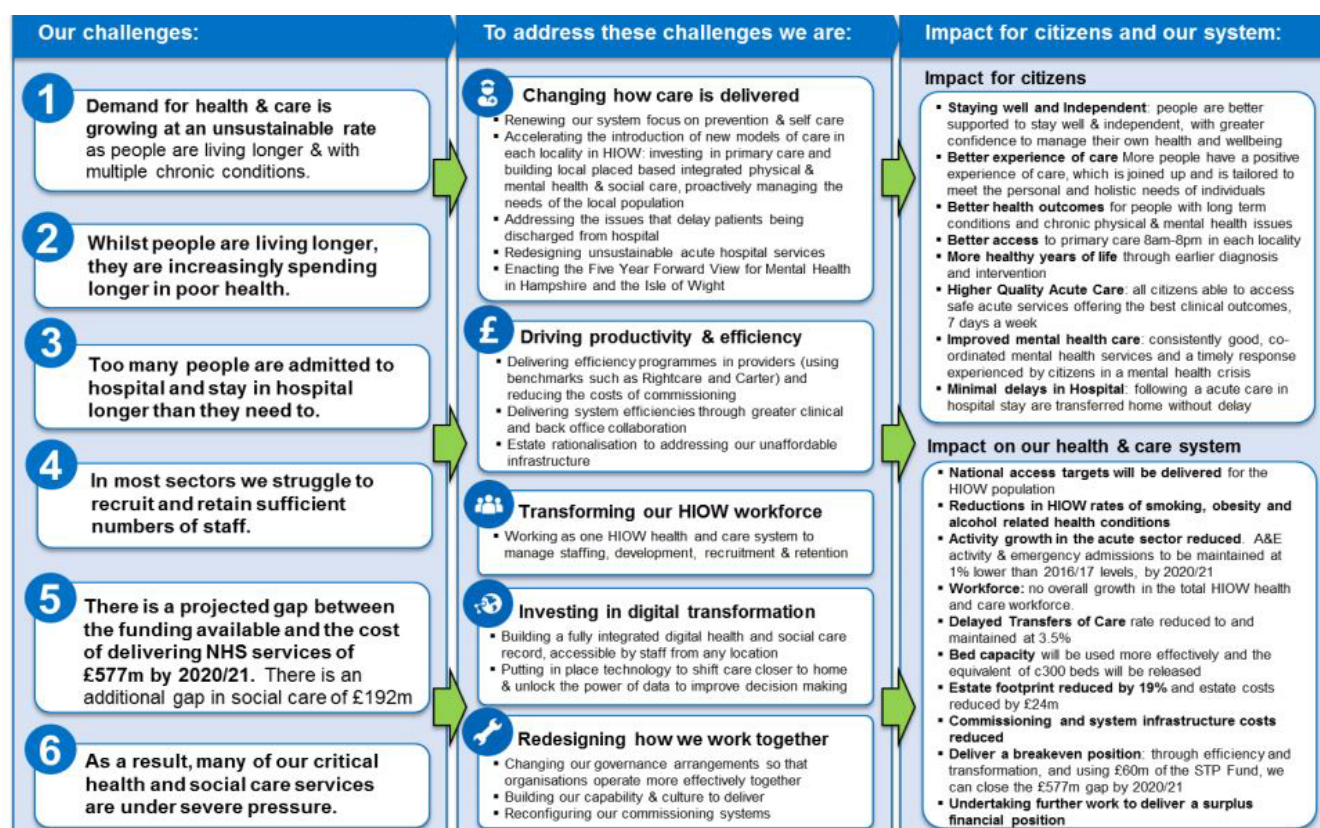 Our challenges:
To address these challenges we are:
Impact for citizens and our system:
1
Demand for health & care is
growing at an unsustainable rate
as people are living longer & with
multiple chronic conditions.
2
Whilst people are living longer,
they are increasingly spending
longer in poor health.
3
Too many people are admitted to
hospital and stay in hospital
longer than they need to.
4
In most sectors we struggle to
recruit and retain sufficient
numbers of staff.
5
There is a projected gap between
the funding available and the cost
of delivering NHS services of
£577m by 2020/21. There is an
additional gap in social care of £192m
6
As a result, many of our critical
health and social care services
are under severe pressure.
Changing how care is delivered
▪ Renewing our system focus on prevention & self care
▪ Accelerating the introduction of new models of care in
each locality in HIOW: investing in primary care and
building local placed based integrated physical &
mental health & social care, proactively managing the
needs of the local population
▪ Addressing the issues that delay patients being
discharged from hospital
▪ Redesigning unsustainable acute hospital services
▪ Enacting the Five Year Forward View for Mental Health
in Hampshire and the Isle of Wight
£
Driving productivity & efficiency
▪ Delivering efficiency programmes in providers (using
benchmarks such as Rightcare and Carter) and
reducing the costs of commissioning
▪ Delivering system efficiencies through greater clinical
and back office collaboration
▪ Estate rationalisation to addressing our unaffordable
infrastructure
Transforming our HIOW workforce
▪ Working as one HIOW health and care system to
manage staffing, development, recruitment & retention
Investing in digital transformation
▪ Building a fully integrated digital health and social care
record, accessible by staff from any location
▪ Putting in place technology to shift care closer to home
& unlock the power of data to improve decision making
Redesigning how we work together
▪ Changing our governance arrangements so that
organisations operate more effectively together
▪ Building our capability & culture to deliver
▪ Reconfiguring our commissioning systems
Impact for citizens
▪ Staying well and Independent: people are better
supported to stay well & independent, with greater
confidence to manage their own health and wellbeing
▪ Better experience of care More people have a positive
experience of care, which is joined up and is tailored to
meet the personal and holistic needs of individuals
▪ Better health outcomes for people with long term
conditions and chronic physical & mental health issues
▪ Better access to primary care 8am-8pm in each locality
▪ More healthy years of life through earlier diagnosis
and intervention
▪ Higher Quality Acute Care: all citizens able to access
safe acute services offering the best clinical outcomes,
7 days a week
▪ Improved mental health care: consistently good, co-
ordinated mental health services and a timely response
experienced by citizens in a mental health crisis
▪ Minimal delays in Hospital: following a acute care in
hospital stay are transferred home without delay
Impact on our health & care system
▪ National access targets will be delivered for the
HIOW population
▪ Reductions in HIOW rates of smoking, obesity and
alcohol related health conditions
▪ Activity growth in the acute sector reduced. A&E
activity & emergency admissions to be maintained at
1% lower than 2016/17 levels, by 2020/21
▪ Workforce: no overall growth in the total HIOW health
and care workforce.
▪ Delayed Transfers of Care rate reduced to and
maintained at 3.5%
▪ Bed capacity will be used more effectively and the
equivalent of c300 beds will be released
▪ Estate footprint reduced by 19% and estate costs
reduced by £24m
▪ Commissioning and system infrastructure costs
reduced
▪ Deliver a breakeven position: through efficiency and
transformation, and using £60m of the STP Fund, we
can close the £577m gap by 2020/21
▪ Undertaking further work to deliver a surplus
financial position